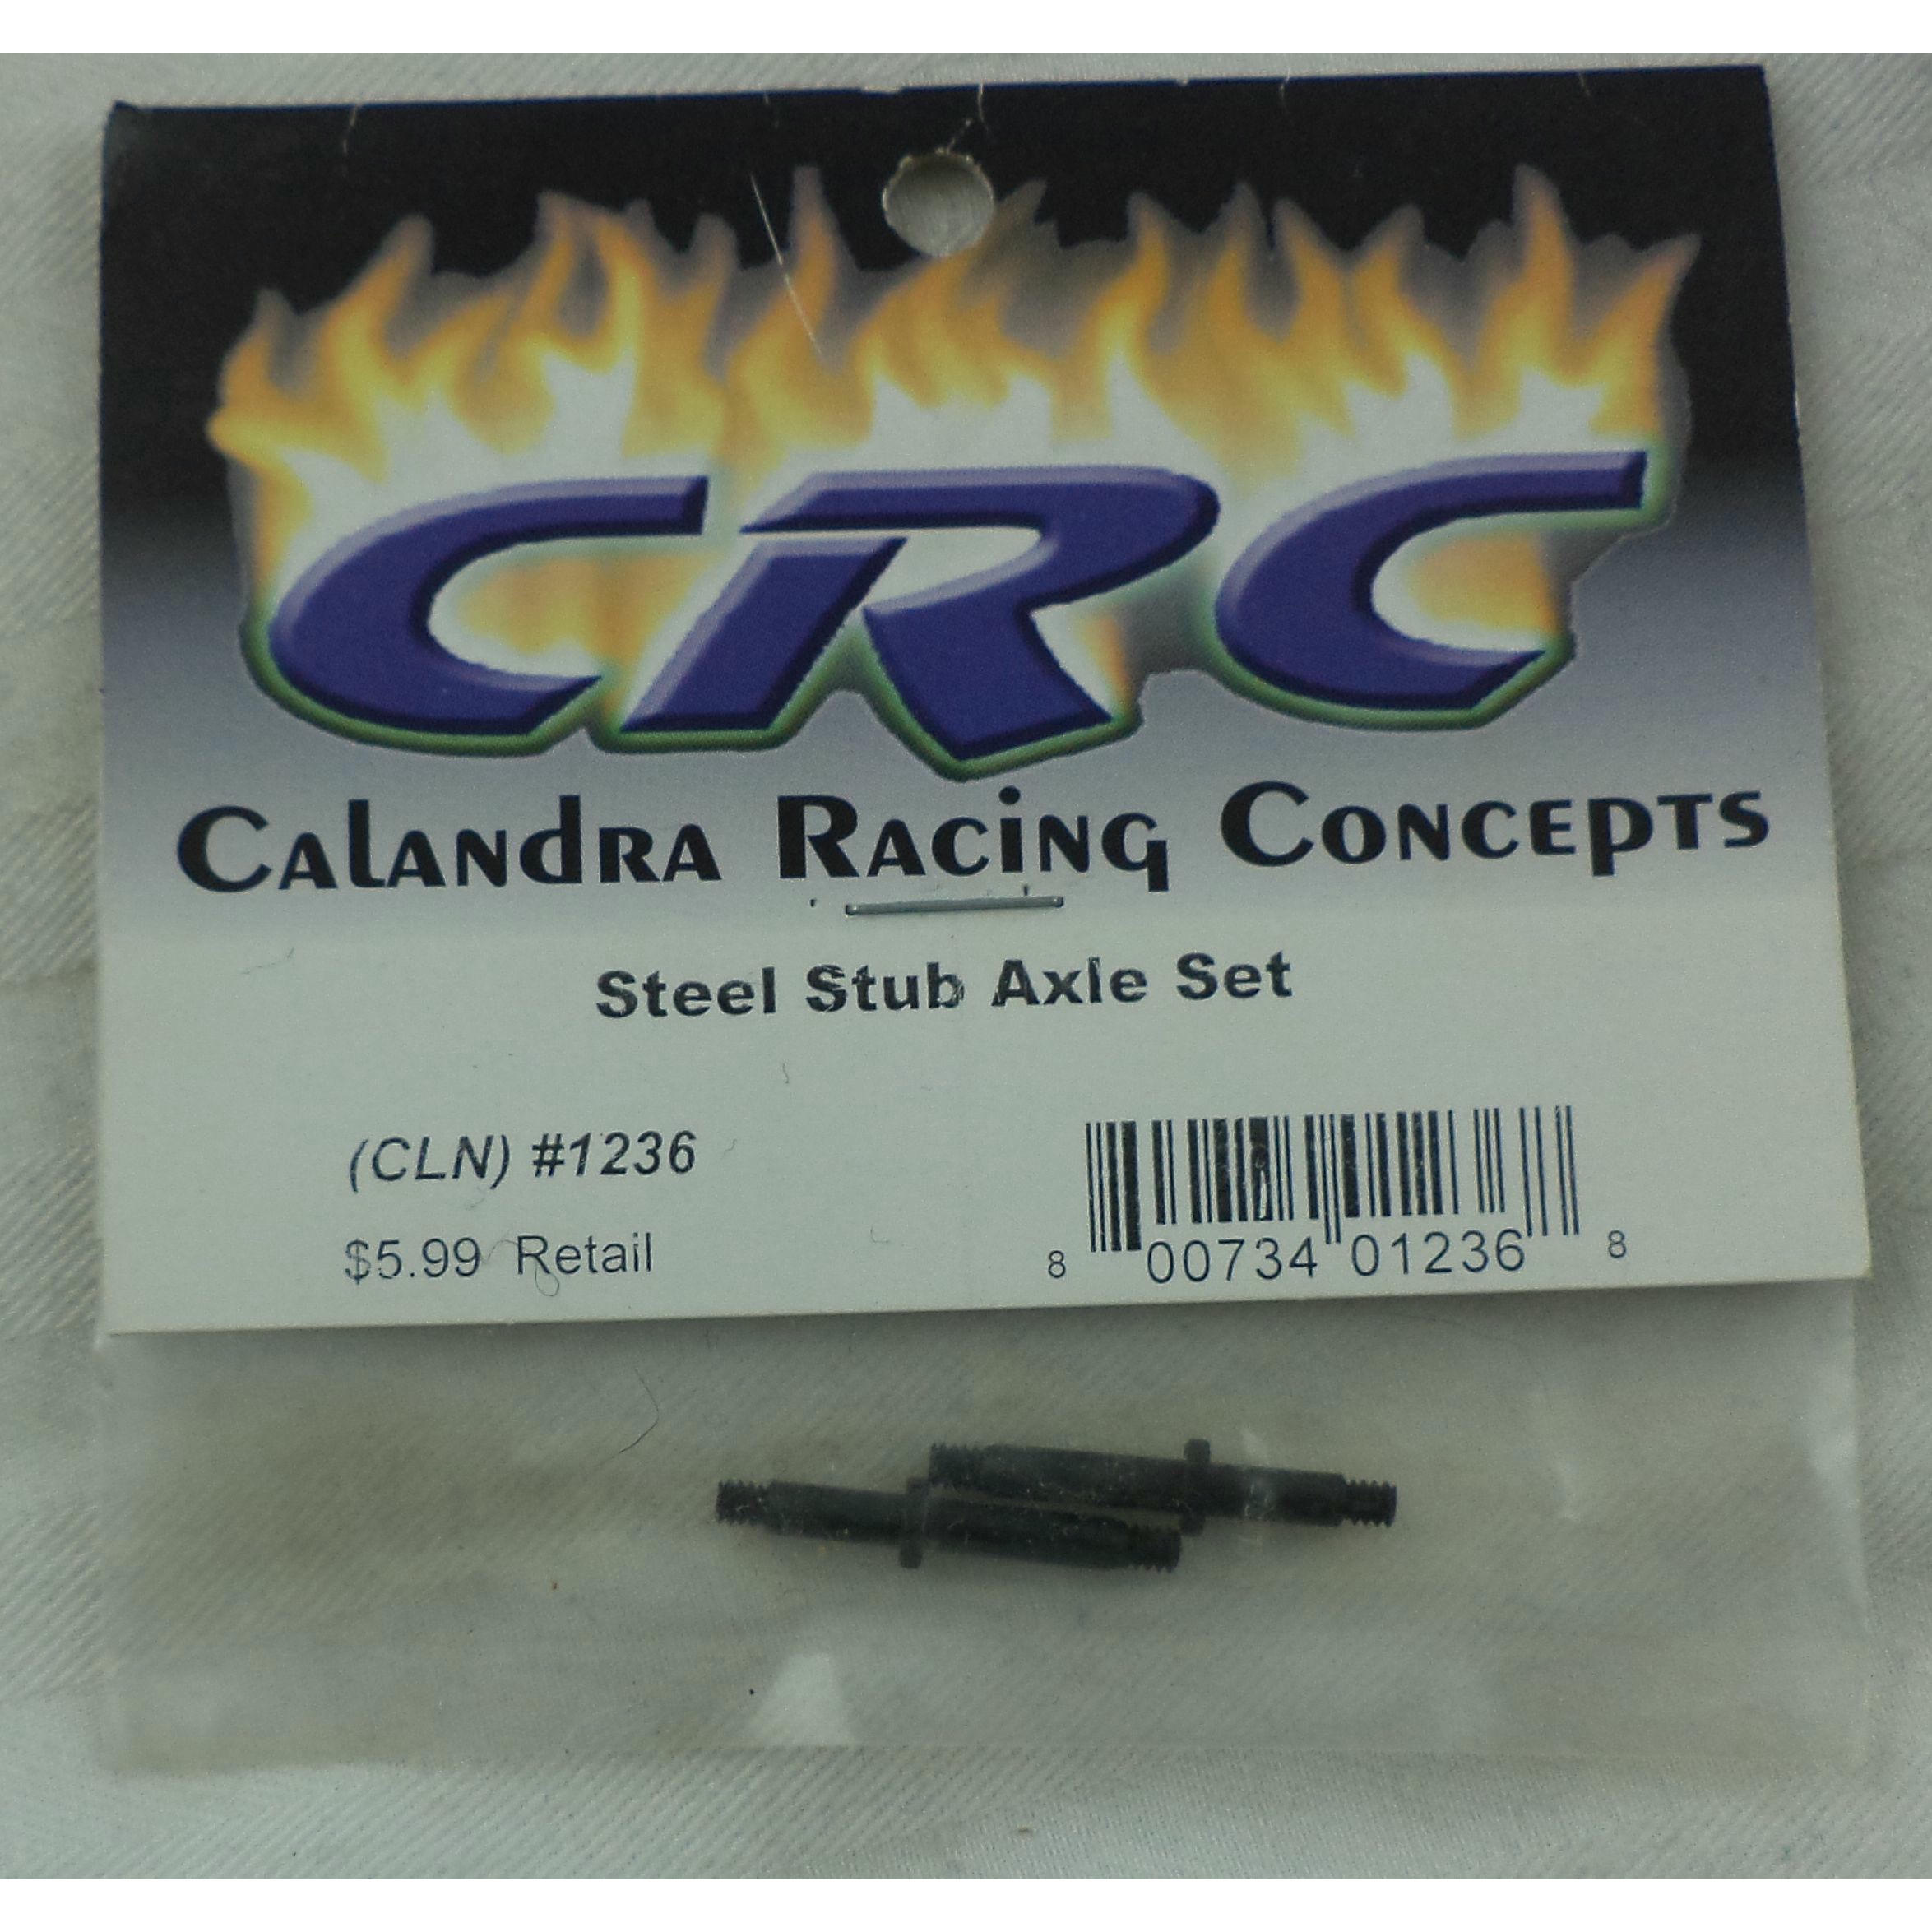 CRC
Calandra Racing Concepts
Steel Stub Axle Set
(CLN) #1236
$5.99 Retail
8 00734 01236 8